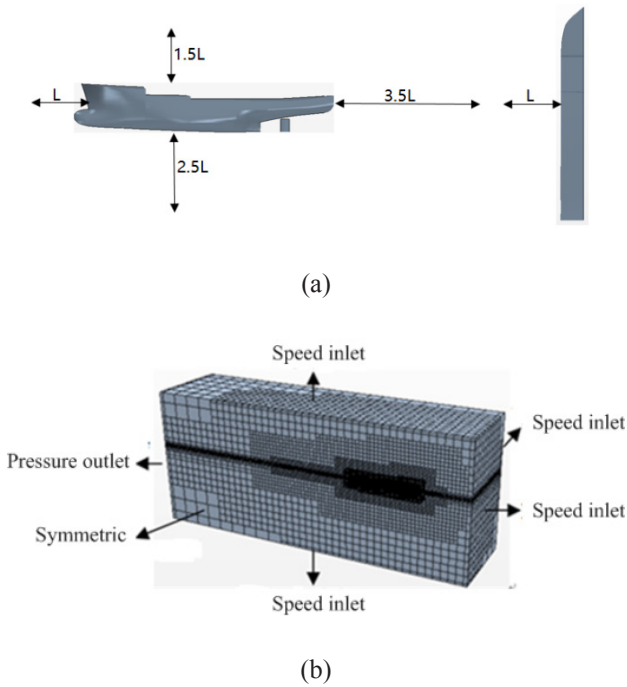 1.5L
L
3.5L
L
2.5L
(a)
Speed inlet
Speed inlet
Pressure outlet
Speed inlet
Symmetric
Speed inlet
(b)